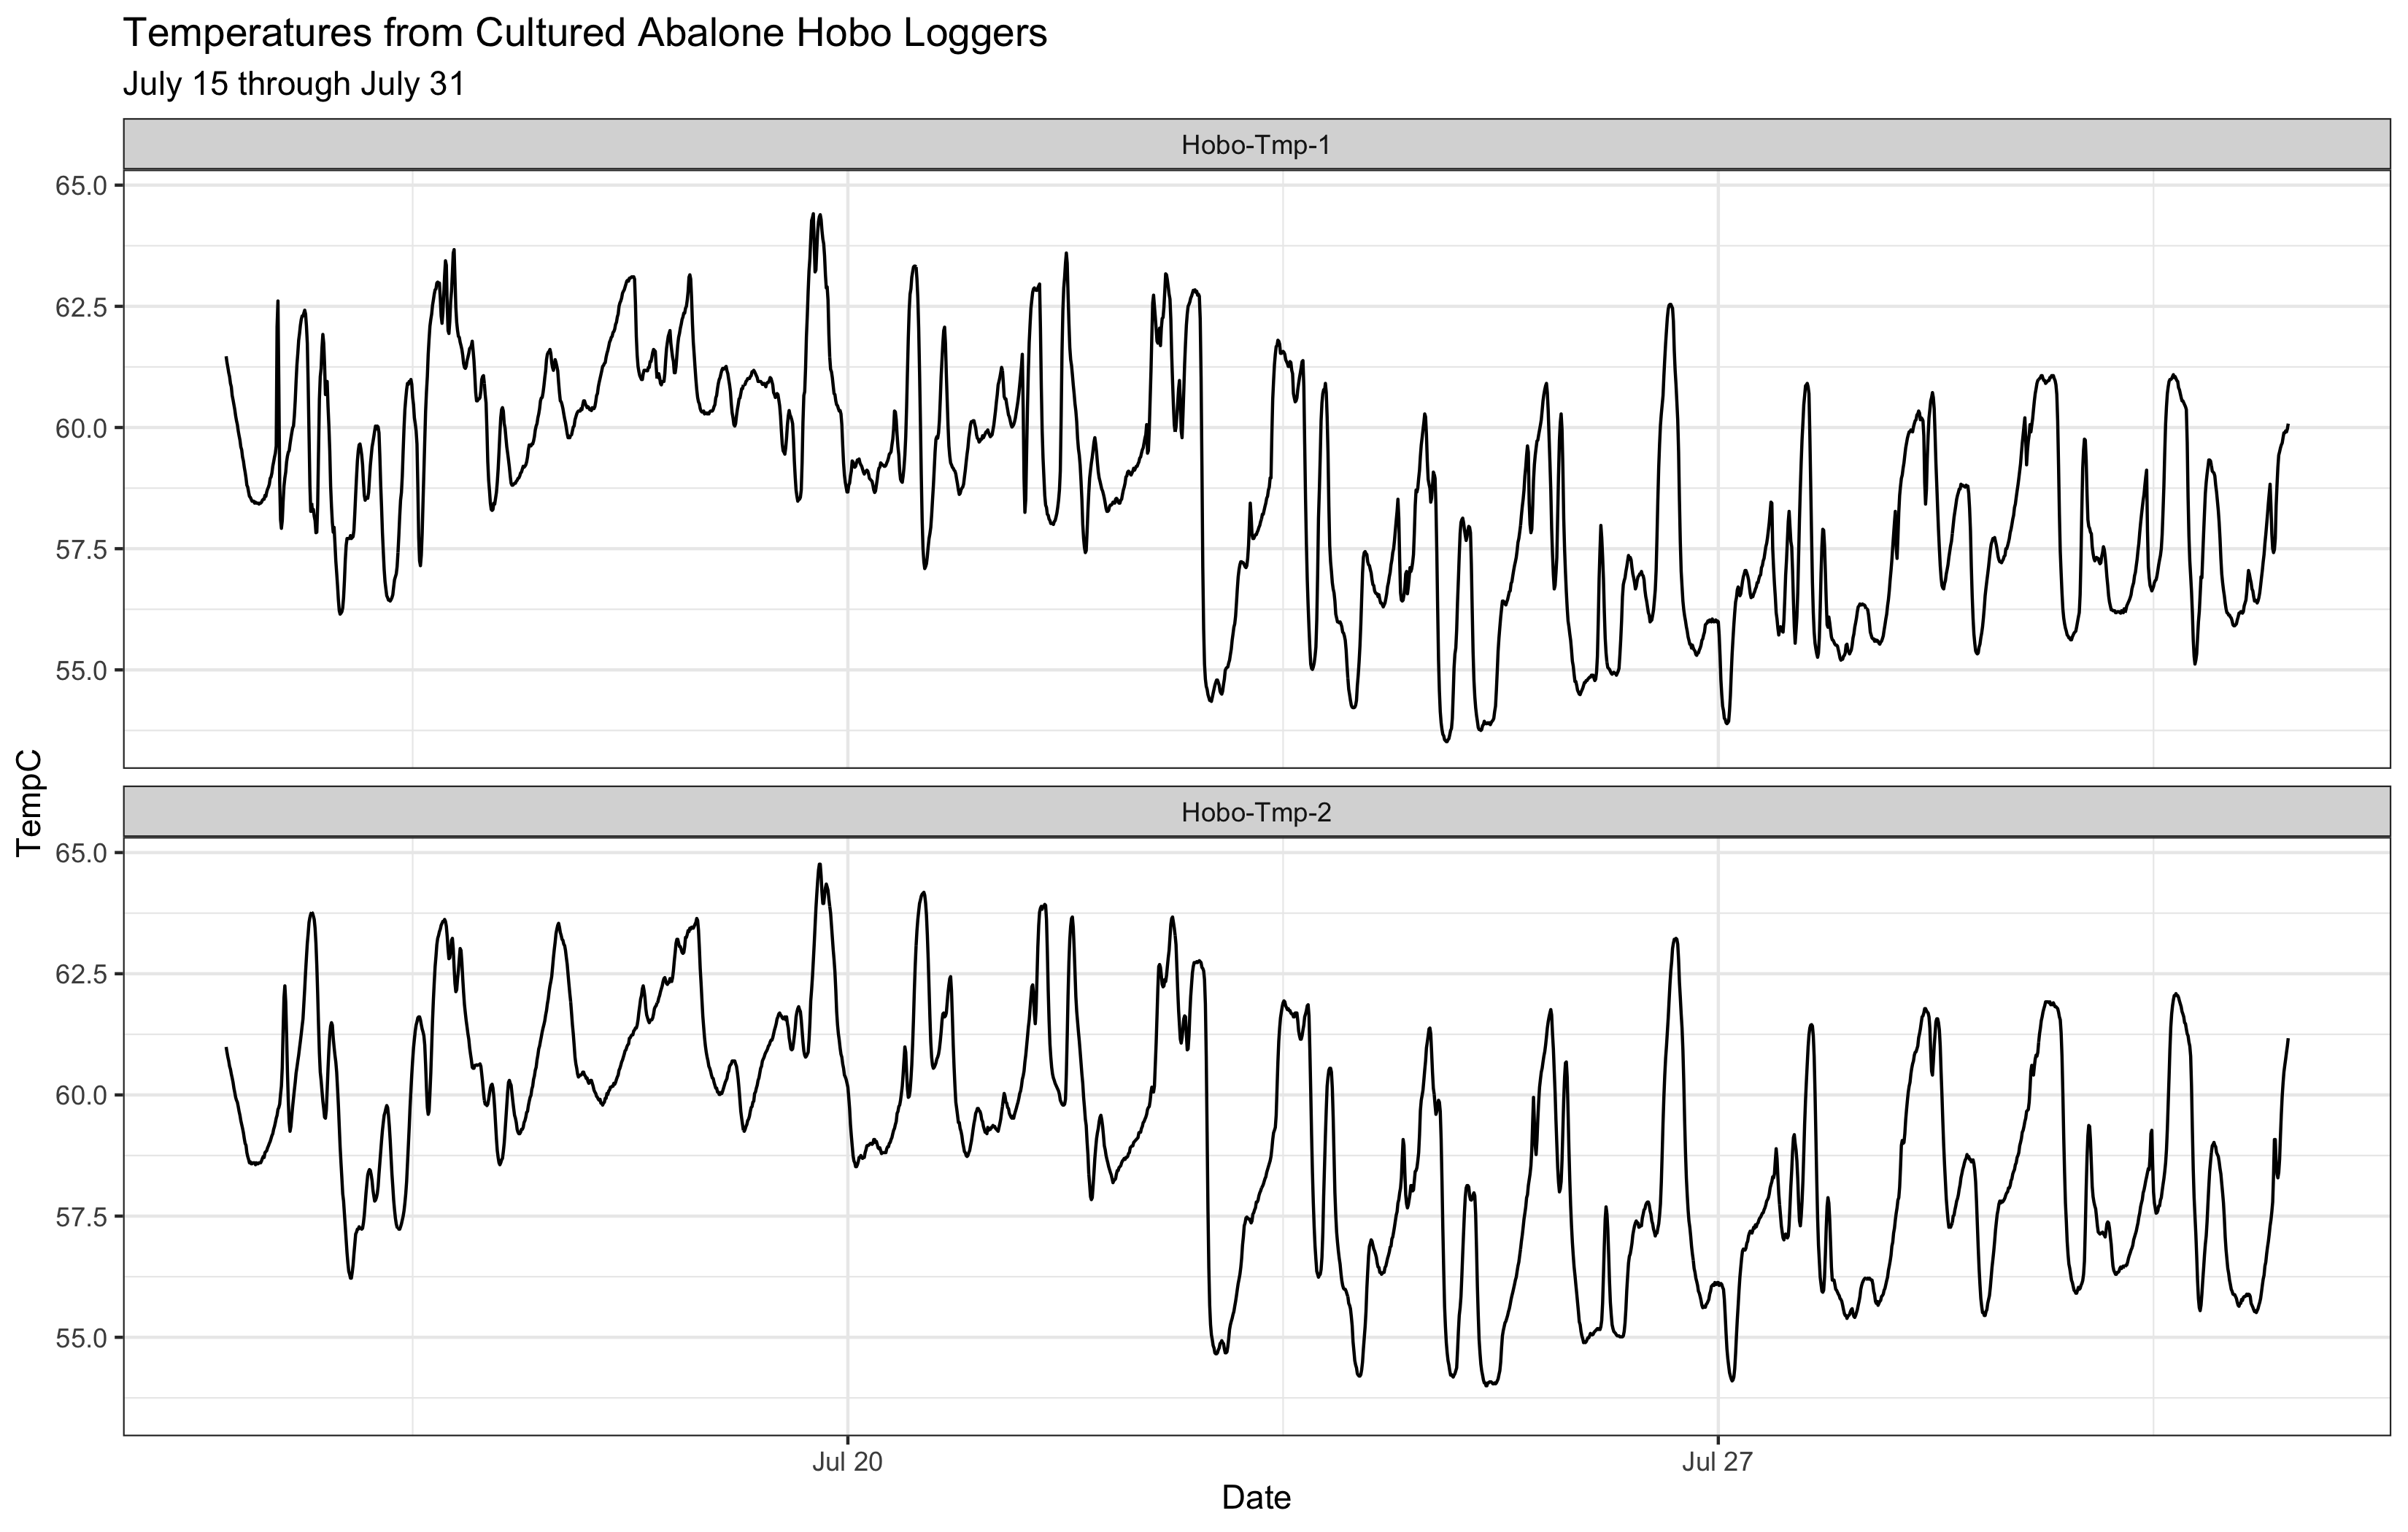 Temperatures from Cultured Abalone Hobo Loggers
July 15 through July 31
Hobo-Tmp-1
65.0
62.5
60.0
57.5
55.0
TempC
Hobo-Tmp-2
65.0
62.5
60.0
57.5
55.0
Jul 20
Jul 27
Date